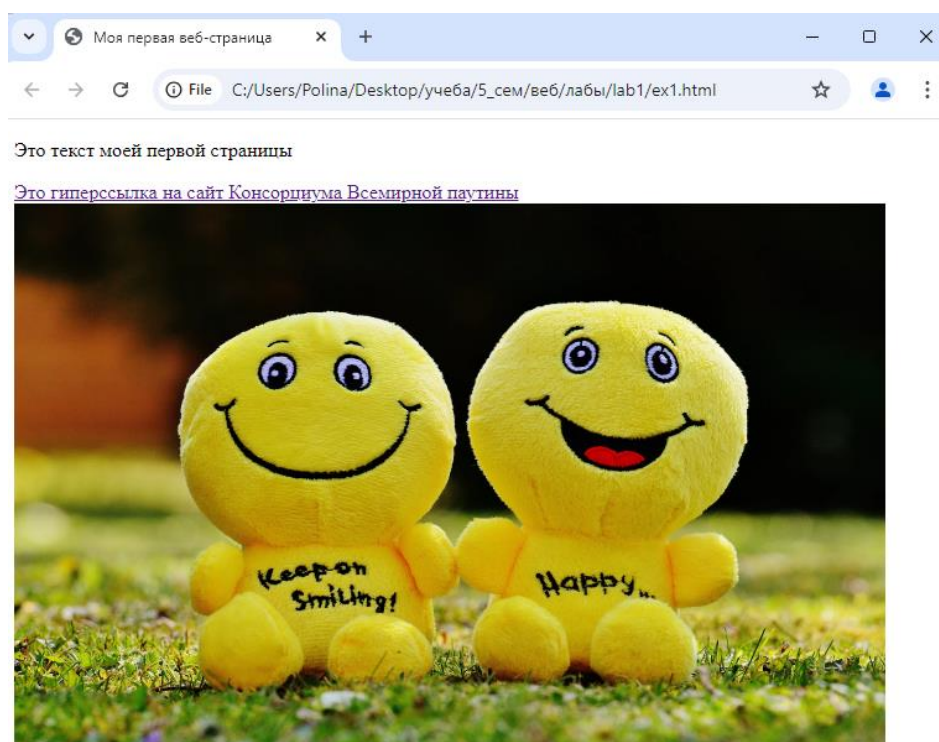 Моя первая веб-страница
File C:/Users/Polina/Desktop/учеба/5_сем/веб/лабы/lab1/ex1.html
Это текст моей первой страницы
Это гиперссылка на сайт Консорциума Всемирной паутины
Keep on
Smiling!
Happy...